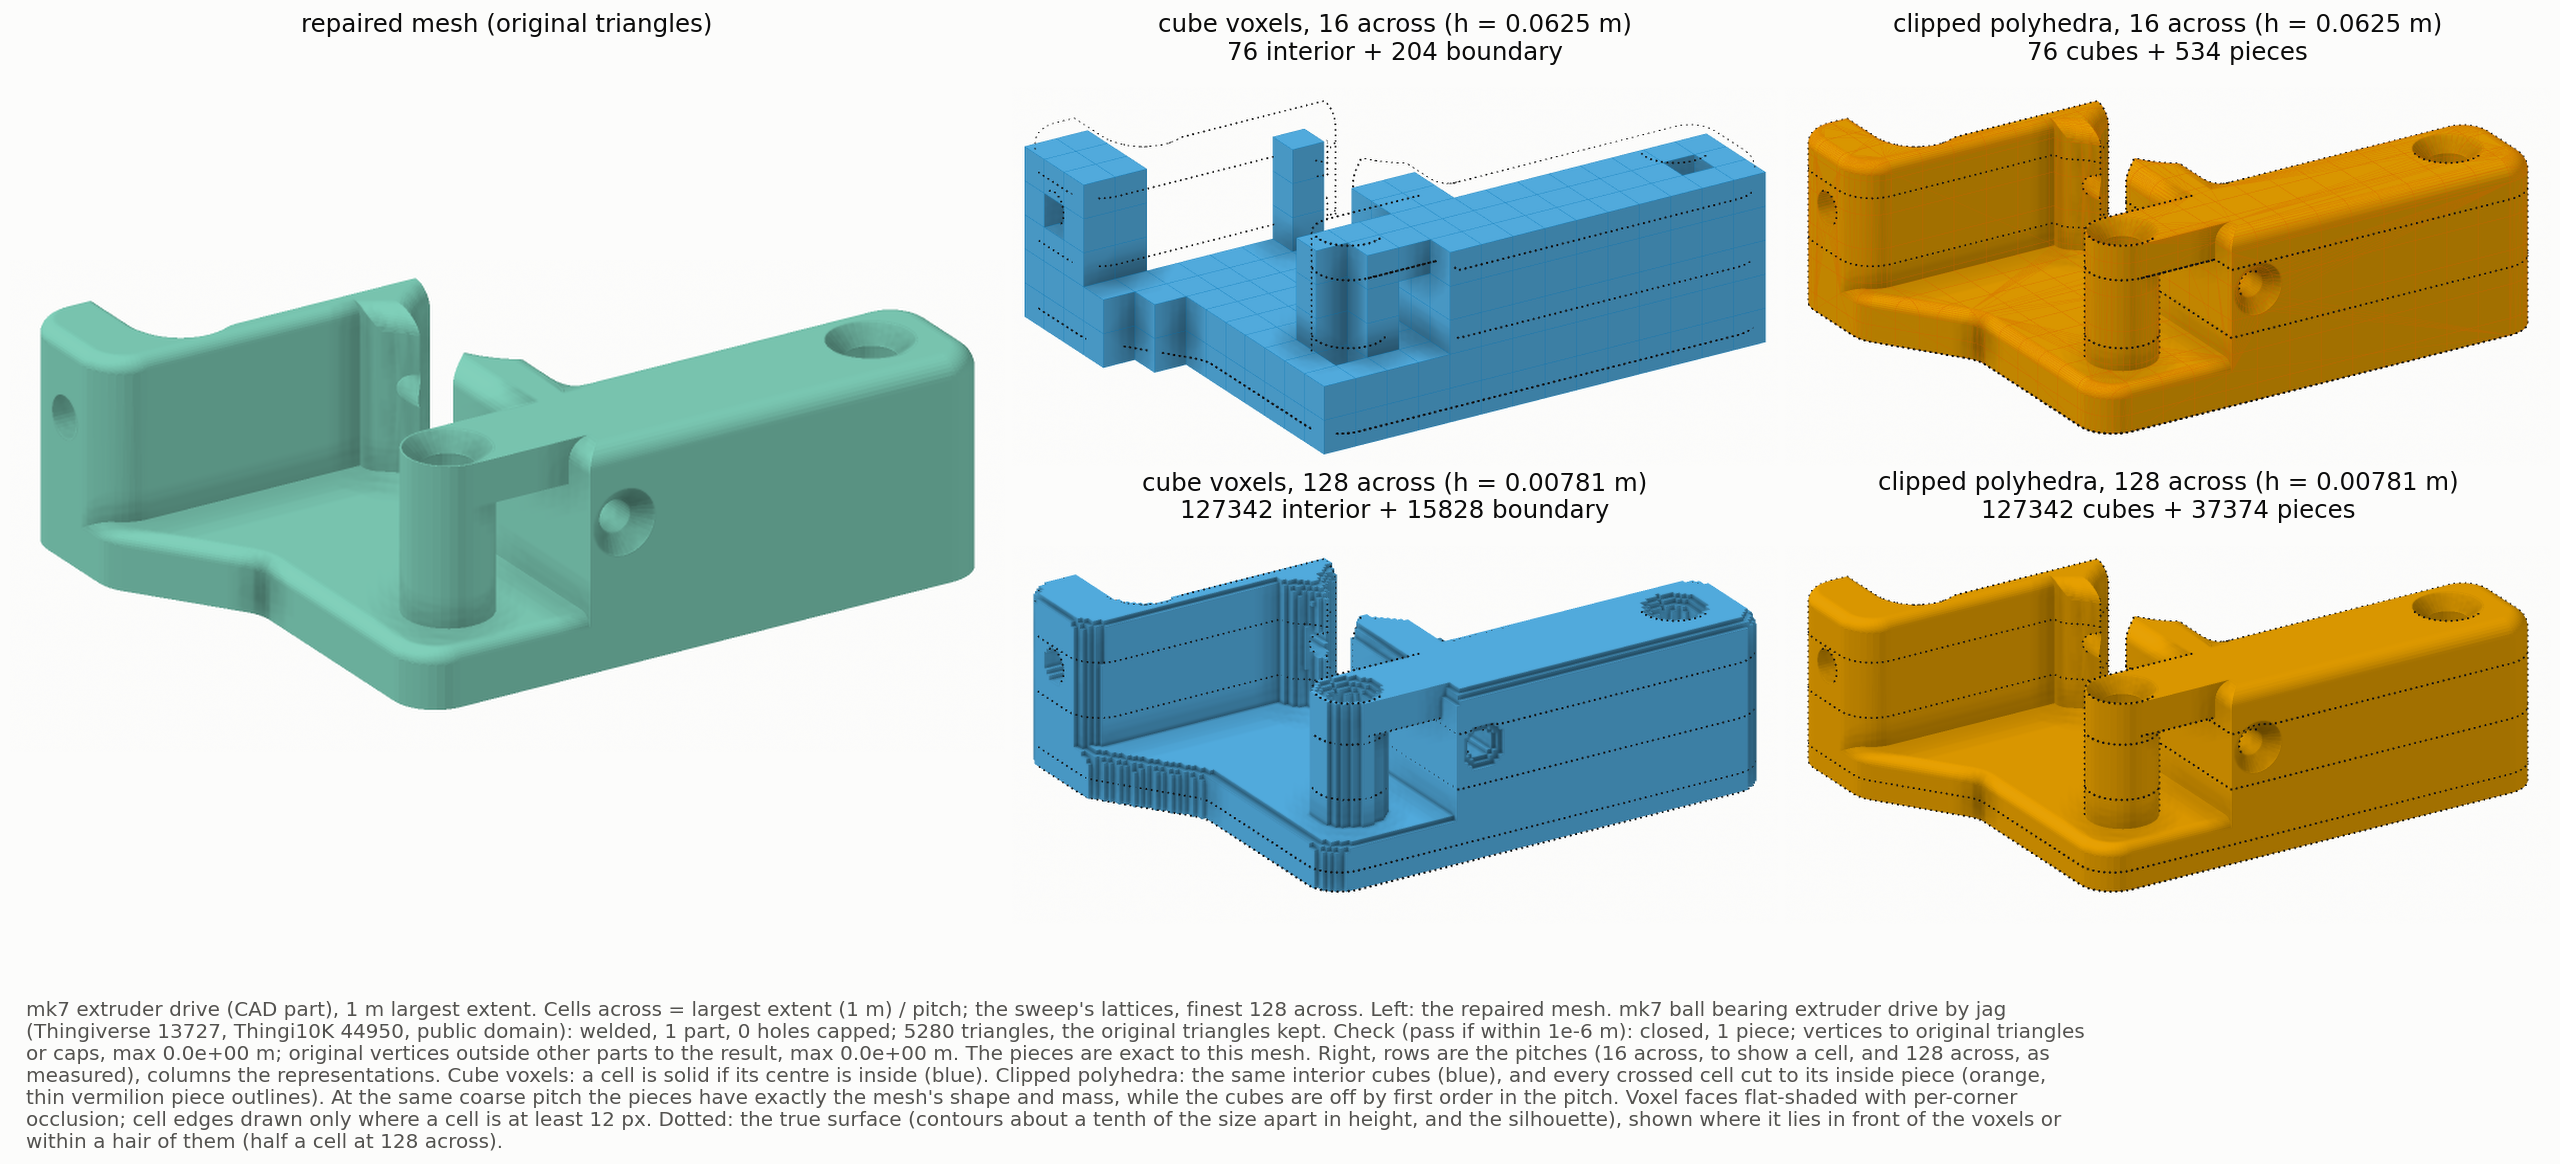 repaired mesh (original triangles)
cube voxels, 16 across (h = 0.0625 m)
76 interior + 204 boundary
clipped polyhedra, 16 across (h = 0.0625 m)
76 cubes + 534 pieces
cube voxels, 128 across (h = 0.00781 m)
127342 interior + 15828 boundary
clipped polyhedra, 128 across (h = 0.00781 m)
127342 cubes + 37374 pieces
mk7 extruder drive (CAD part), 1 m largest extent. Cells across = largest extent (1 m) / pitch; the sweep's lattices, finest 128 across. Left: the repaired mesh. mk7 ball bearing extruder drive by jag
(Thingiverse 13727, Thingi10K 44950, public domain): welded, 1 part, 0 holes capped; 5280 triangles, the original triangles kept. Check (pass if within 1e-6 m): closed, 1 piece; vertices to original triangles
or caps, max 0.0e+00 m; original vertices outside other parts to the result, max 0.0e+00 m. The pieces are exact to this mesh. Right, rows are the pitches (16 across, to show a cell, and 128 across, as
measured), columns the representations. Cube voxels: a cell is solid if its centre is inside (blue). Clipped polyhedra: the same interior cubes (blue), and every crossed cell cut to its inside piece (orange,
thin vermilion piece outlines). At the same coarse pitch the pieces have exactly the mesh's shape and mass, while the cubes are off by first order in the pitch. Voxel faces flat-shaded with per-corner
occlusion; cell edges drawn only where a cell is at least 12 px. Dotted: the true surface (contours about a tenth of the size apart in height, and the silhouette), shown where it lies in front of the voxels or
within a hair of them (half a cell at 128 across).